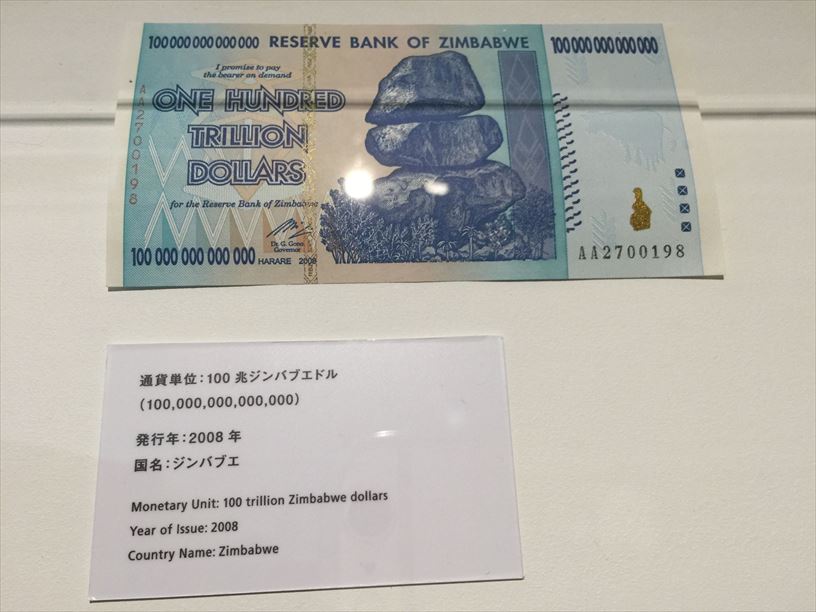 100 000 000 000 000 RESERVE BANK OF ZIMBABWE 100 000 000 000 000
I promise to pay
the bearer on demand
ONE HUNDRED
TRILLION
DOLLARS
for the Reserve Bank of Zimbabwe
Dr. G. Gono
Governor
100 000 000 000 000 HARARE 2008
AA2700198
AA2700198
通貨単位:100 兆ジンバブエドル
(100,000,000,000,000)
発行年:2008 年
国名:ジンバブエ
Monetary Unit: 100 trillion Zimbabwe dollars
Year of Issue: 2008
Country Name: Zimbabwe